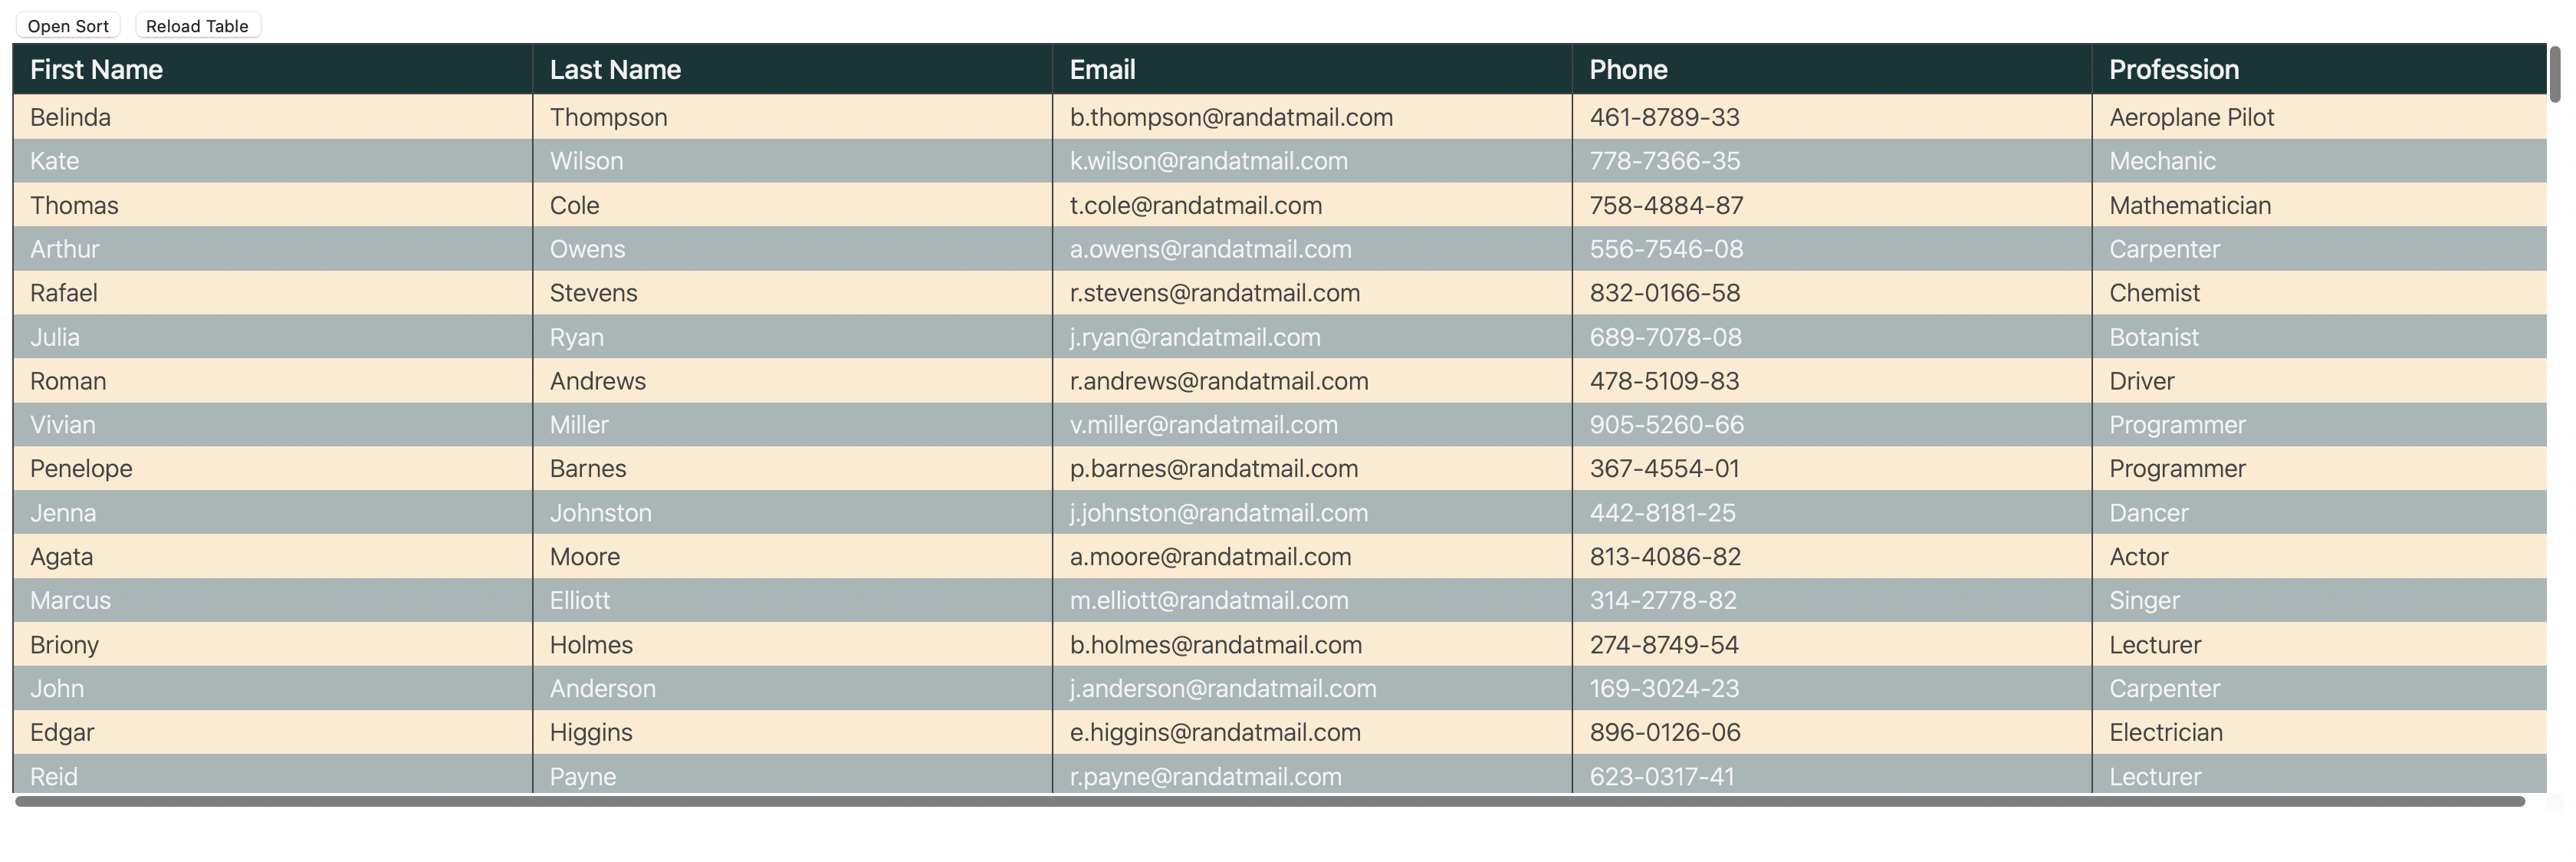 Open Sort Reload Table
First Name Last Name Email Phone Profession
Belinda Thompson b.thompson@randatmail.com 461-8789-33 Aeroplane Pilot
Kate Wilson k.wilson@randatmail.com 778-7366-35 Mechanic
Thomas Cole t.cole@randatmail.com 758-4884-87 Mathematician
Arthur Owens a.owens@randatmail.com 556-7546-08 Carpenter
Rafael Stevens r.stevens@randatmail.com 832-0166-58 Chemist
Julia Ryan j.ryan@randatmail.com 689-7078-08 Botanist
Roman Andrews r.andrews@randatmail.com 478-5109-83 Driver
Vivian Miller v.miller@randatmail.com 905-5260-66 Programmer
Penelope Barnes p.barnes@randatmail.com 367-4554-01 Programmer
Jenna Johnston j.johnston@randatmail.com 442-8181-25 Dancer
Agata Moore a.moore@randatmail.com 813-4086-82 Actor
Marcus Elliott m.elliott@randatmail.com 314-2778-82 Singer
Briony Holmes b.holmes@randatmail.com 274-8749-54 Lecturer
John Anderson j.anderson@randatmail.com 169-3024-23 Carpenter
Edgar Higgins e.higgins@randatmail.com 896-0126-06 Electrician
Reid Payne r.payne@randatmail.com 623-0317-41 Lecturer